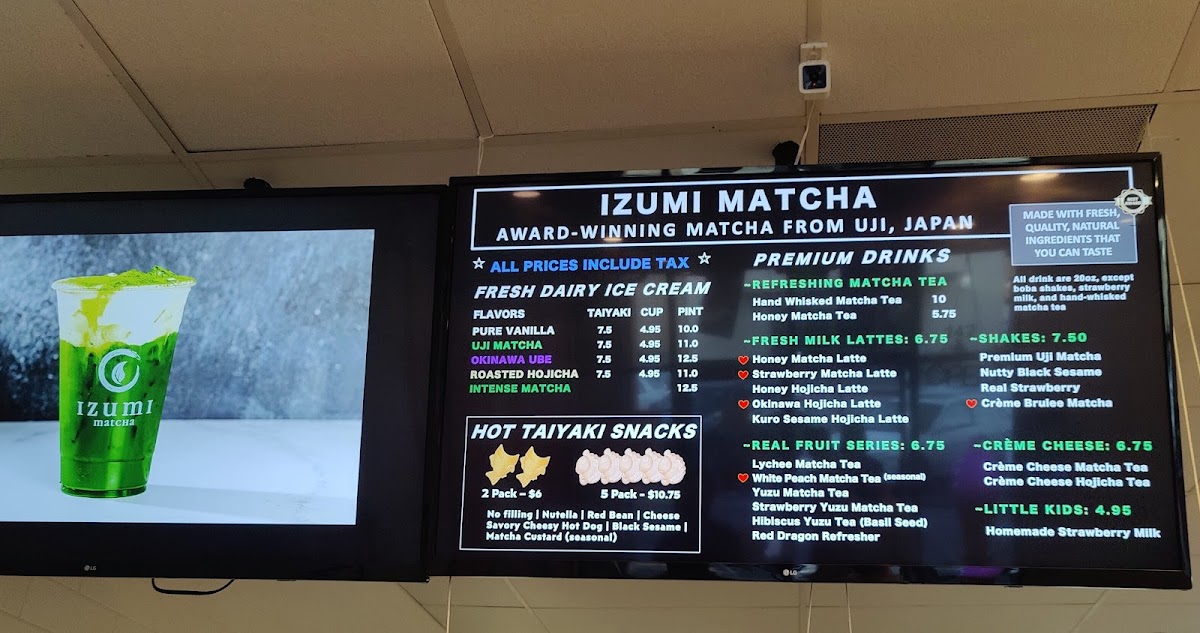 IZUMI
matcha
IZUMI MATCHA
AWARD-WINNING MATCHA FROM UJI, JAPAN
MADE WITH FRESH,
QUALITY, NATURAL
INGREDIENTS THAT
YOU CAN TASTE
☆ ALL PRICES INCLUDE TAX ☆
FRESH DAIRY ICE CREAM
FLAVORS TAIYAKI CUP PINT
PURE VANILLA 7.5 4.95 10.0
UJI MATCHA 7.5 4.95 11.0
OKINAWA UBE 7.5 4.95 12.5
ROASTED HOJICHA 7.5 4.95 11.0
INTENSE MATCHA 12.5
HOT TAIYAKI SNACKS
2 Pack – $6 5 Pack – $10.75
No filling | Nutella | Red Bean | Cheese
Savory Cheesy Hot Dog | Black Sesame |
Matcha Custard (seasonal)
PREMIUM DRINKS
~REFRESHING MATCHA TEA
Hand Whisked Matcha Tea 10
Honey Matcha Tea 5.75
All drink are 20oz, except
boba shakes, strawberry
milk, and hand-whisked
matcha tea
~FRESH MILK LATTES: 6.75
Honey Matcha Latte
Strawberry Matcha Latte
Honey Hojicha Latte
Okinawa Hojicha Latte
Kuro Sesame Hojicha Latte
~REAL FRUIT SERIES: 6.75
Lychee Matcha Tea
White Peach Matcha Tea (seasonal)
Yuzu Matcha Tea
Strawberry Yuzu Matcha Tea
Hibiscus Yuzu Tea (Basil Seed)
Red Dragon Refresher
~SHAKES: 7.50
Premium Uji Matcha
Nutty Black Sesame
Real Strawberry
Crème Brulee Matcha
~CRÈME CHEESE: 6.75
Crème Cheese Matcha Tea
Crème Cheese Hojicha Tea
~LITTLE KIDS: 4.95
Homemade Strawberry Milk
LG
LG